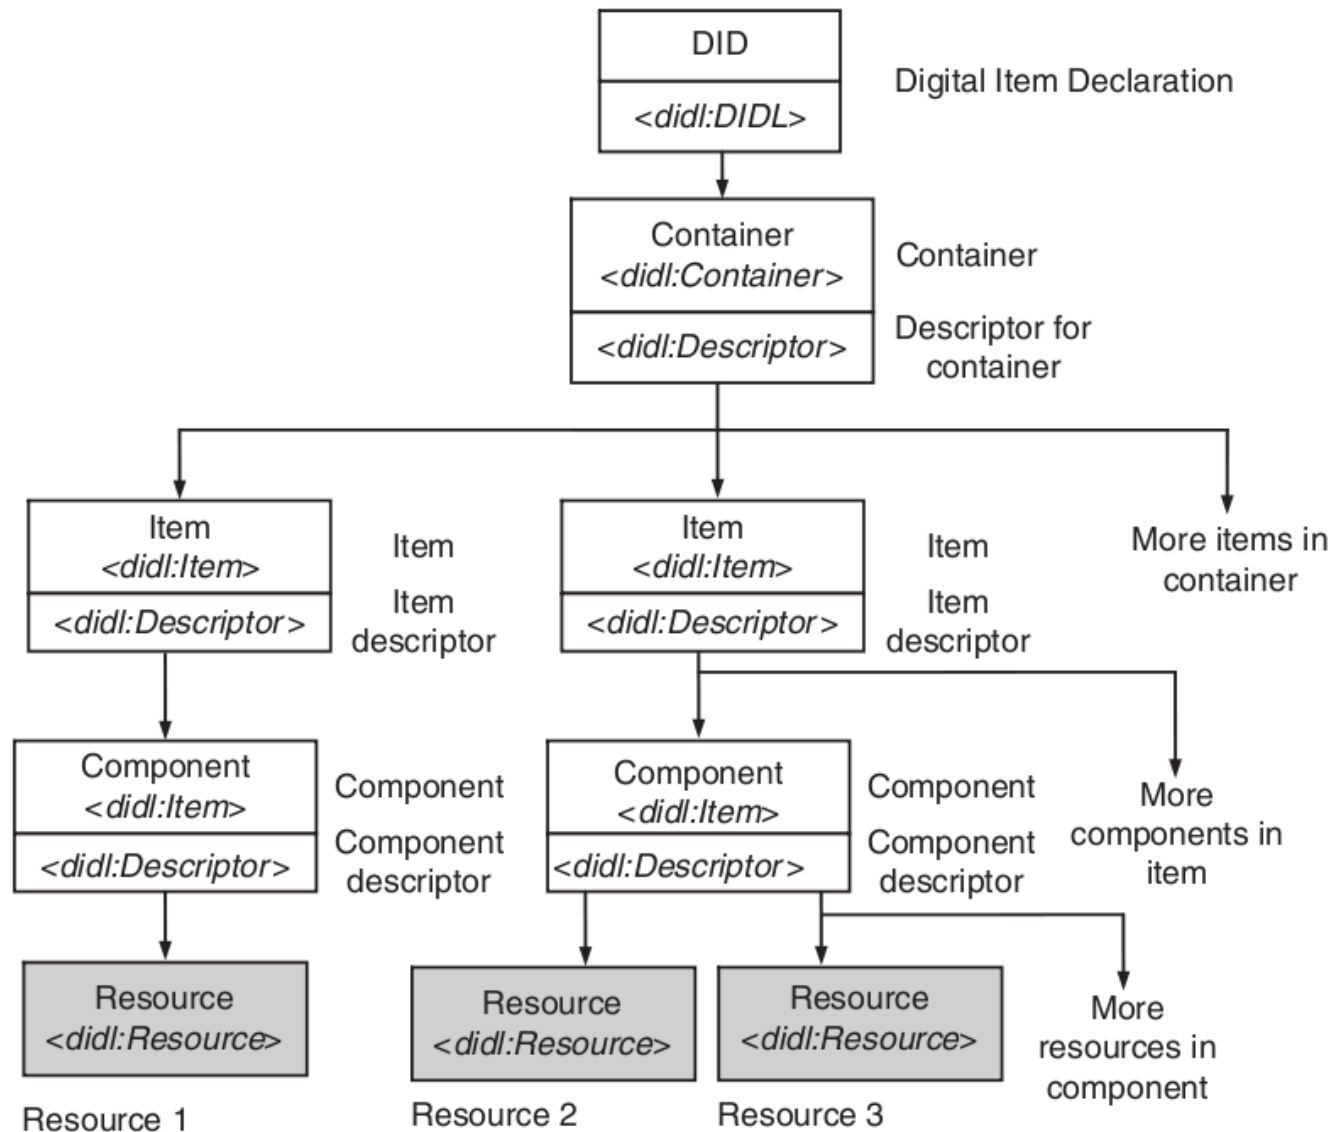 DID
<didl:DIDL>
Digital Item Declaration
Container
<didl:Container>
<didl:Descriptor>
Container
Descriptor for
container
Item
<didl:Item>
<didl:Descriptor>
Item
Item
descriptor
Item
<didl:Item>
<didl:Descriptor>
Item
Item
descriptor
More items in
container
Component
<didl:Item>
<didl:Descriptor>
Component
Component
descriptor
Component
<didl:Item>
<didl:Descriptor>
Component
Component
descriptor
More
components in
item
Resource
<didl:Resource>
Resource 1
Resource
<didl:Resource>
Resource 2
Resource
<didl:Resource>
Resource 3
More
resources in
component